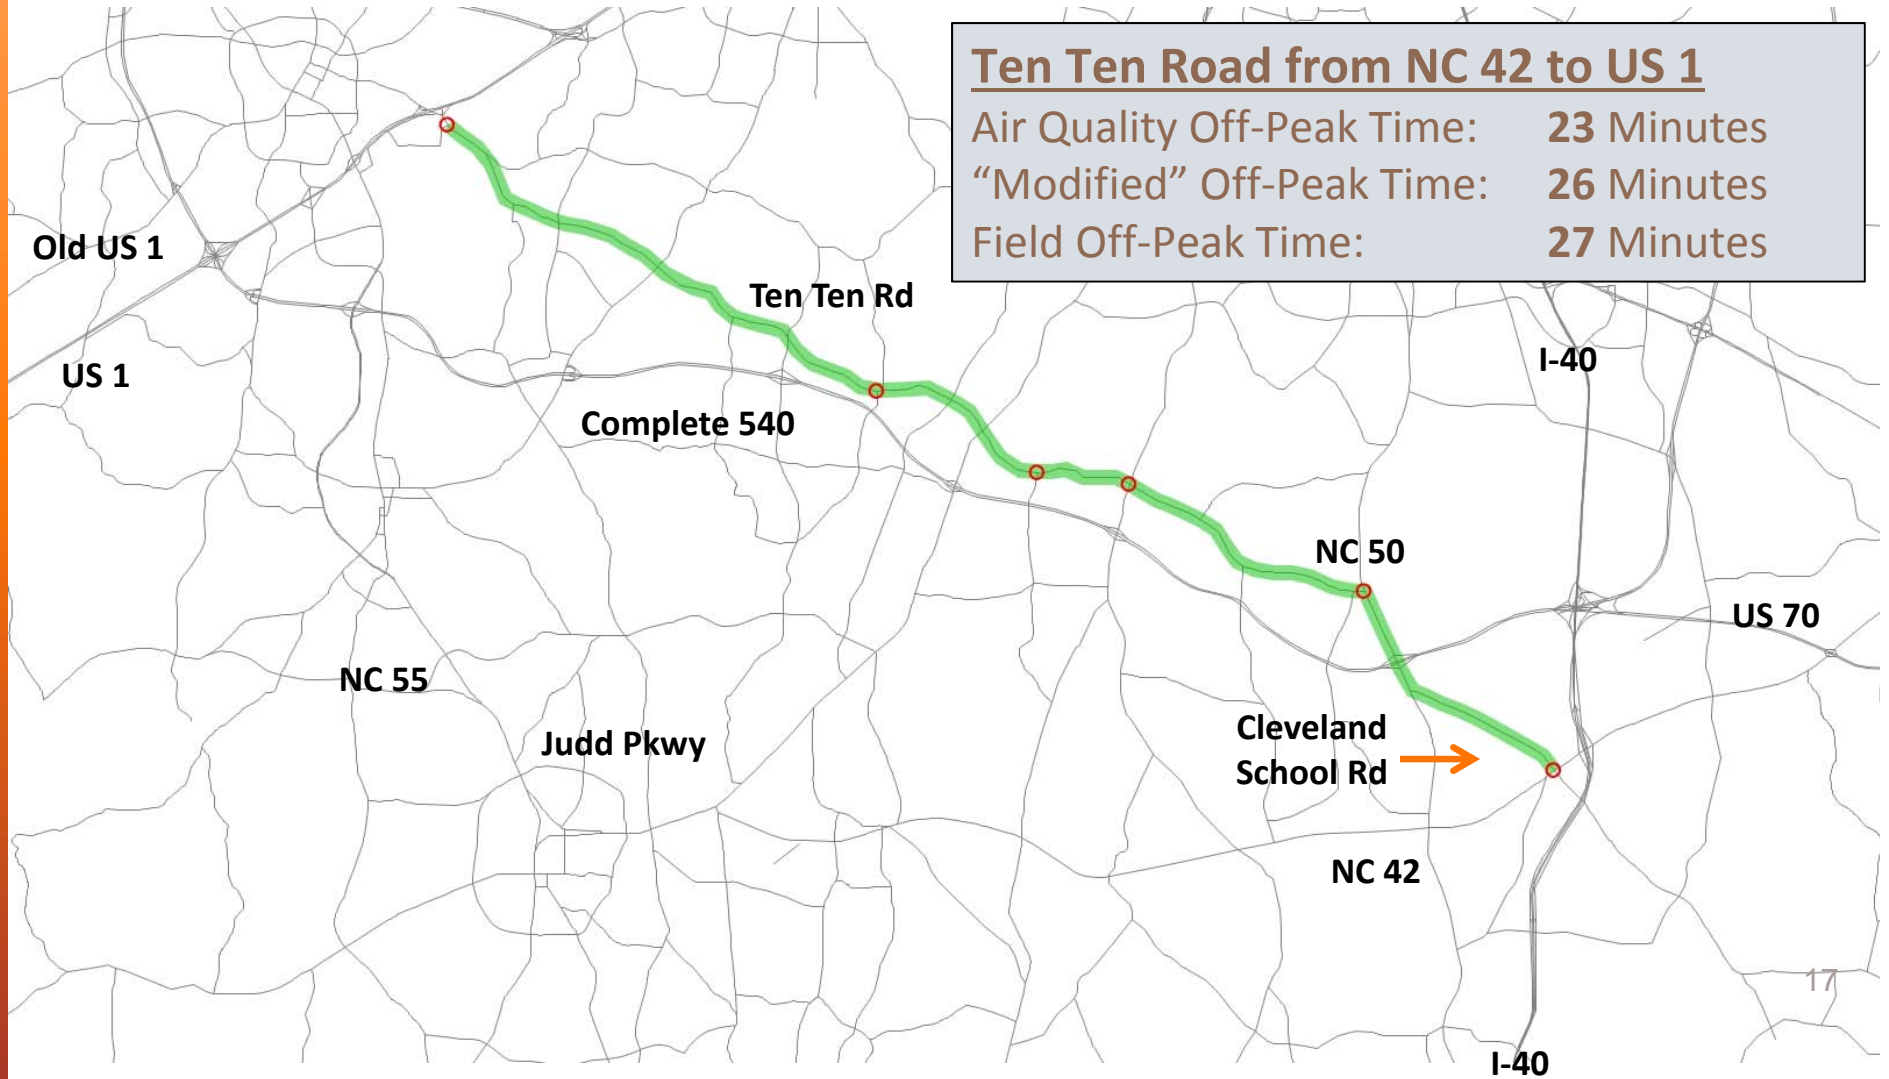 Ten Ten Road from NC 42 to US 1
Air Quality Off-Peak Time: 23 Minutes
“Modified” Off-Peak Time: 26 Minutes
Field Off-Peak Time: 27 Minutes
Old US 1
Ten Ten Rd
I-40
US 1
Complete 540
NC 50
US 70
NC 55
Judd Pkwy
Cleveland
School Rd
NC 42
17
I-40